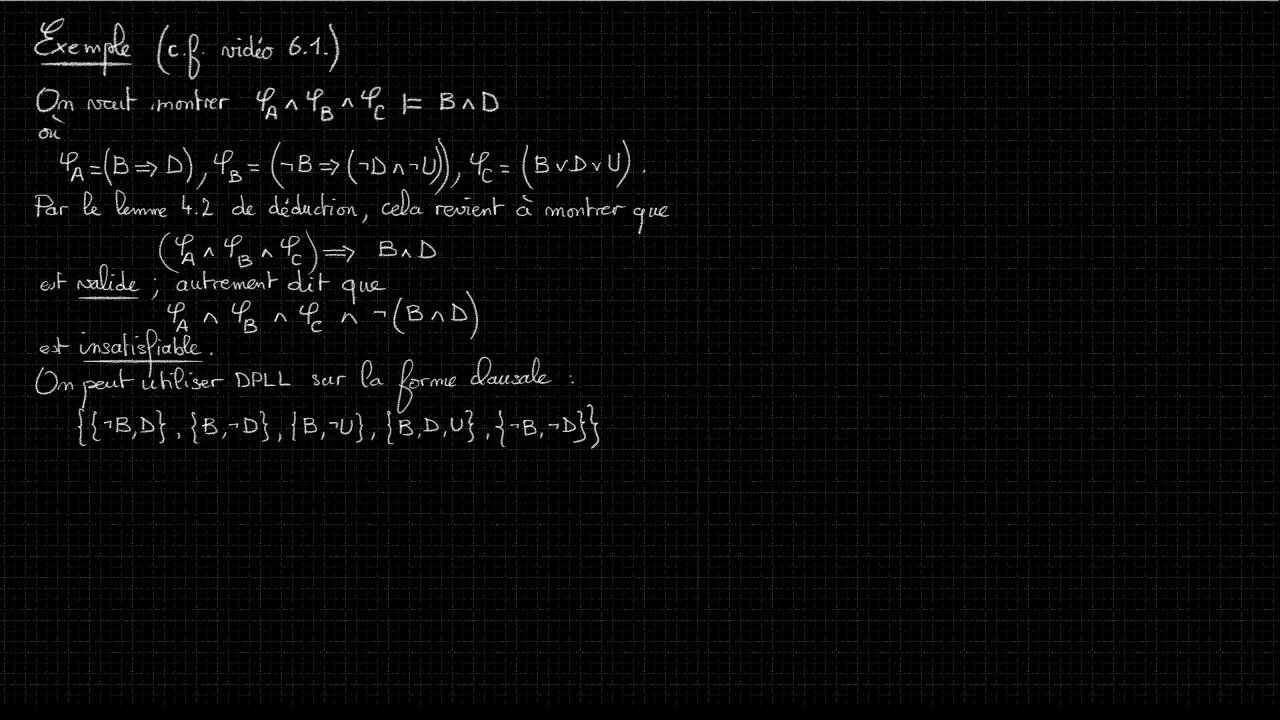 Exemple (c.f. vidéo 6.1.)
On veut montrer φ_A ∧ φ_B ∧ φ_C ⊨ B ∧ D
où
φ_A = (B ⇒ D), φ_B = (¬B ⇒ (¬D ∧ ¬U)), φ_C = (B ∨ D ∨ U).
Par le lemme 4.2 de déduction, cela revient à montrer que
(φ_A ∧ φ_B ∧ φ_C) ⇒ B ∧ D
est valide ; autrement dit que
φ_A ∧ φ_B ∧ φ_C ∧ ¬(B ∧ D)
est insatisfiable.
On peut utiliser DPLL sur la forme clausale :
{{¬B, D}, {B, ¬D}, {B, ¬U}, {B, D, U}, {¬B, ¬D}}